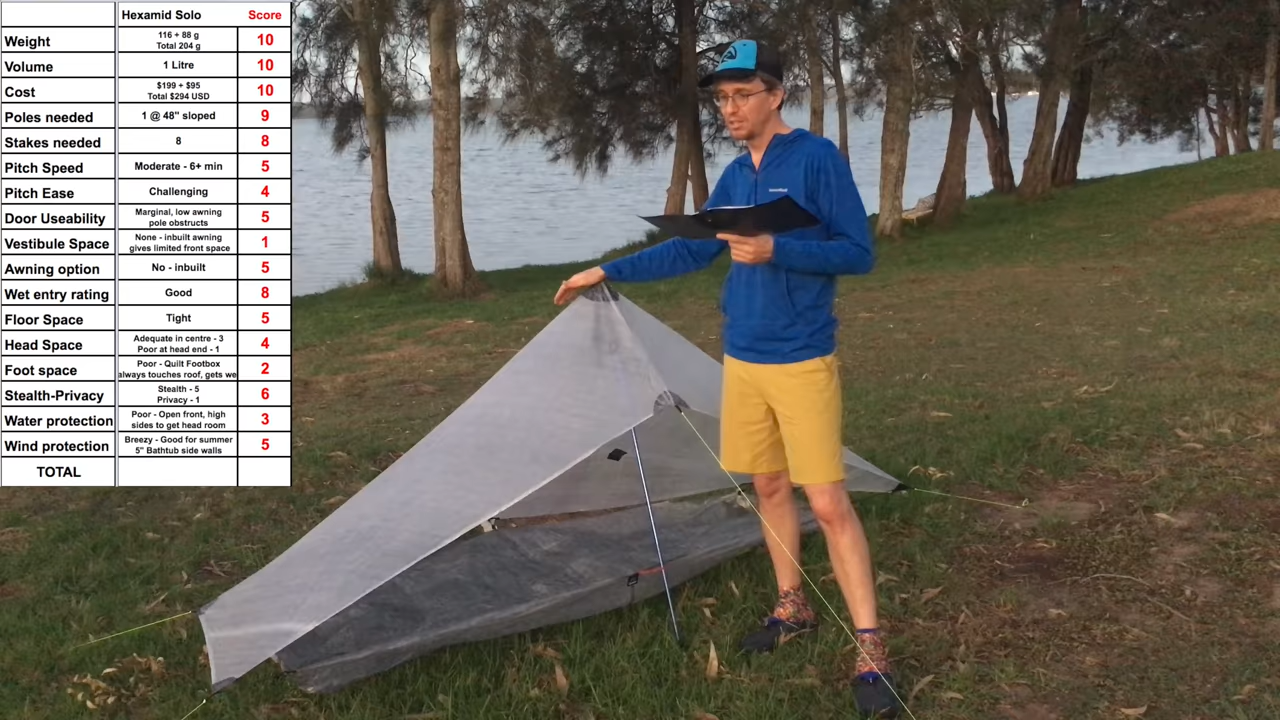 Hexamid Solo Score
Weight 116 + 88 g 10
Total 204 g
Volume 1 Litre 10
Cost $199 + $95 10
Total $294 USD
Poles needed 1 @ 48" sloped 9
Stakes needed 8 8
Pitch Speed Moderate - 6+ min 5
Pitch Ease Challenging 4
Door Useability Marginal, low awning 5
pole obstructs
Vestibule Space None - inbuilt awning 1
gives limited front space
Awning option No - inbuilt 5
Wet entry rating Good 8
Floor Space Tight 5
Head Space Adequate in centre - 3 4
Poor at head end - 1
Foot space Poor - Quilt Footbox 2
always touches roof, gets we
Stealth-Privacy Stealth - 5 6
Privacy - 1
Water protection Poor - Open front, high 3
sides to get head room
Wind protection Breezy - Good for summer 5
5" Bathtub side walls
TOTAL